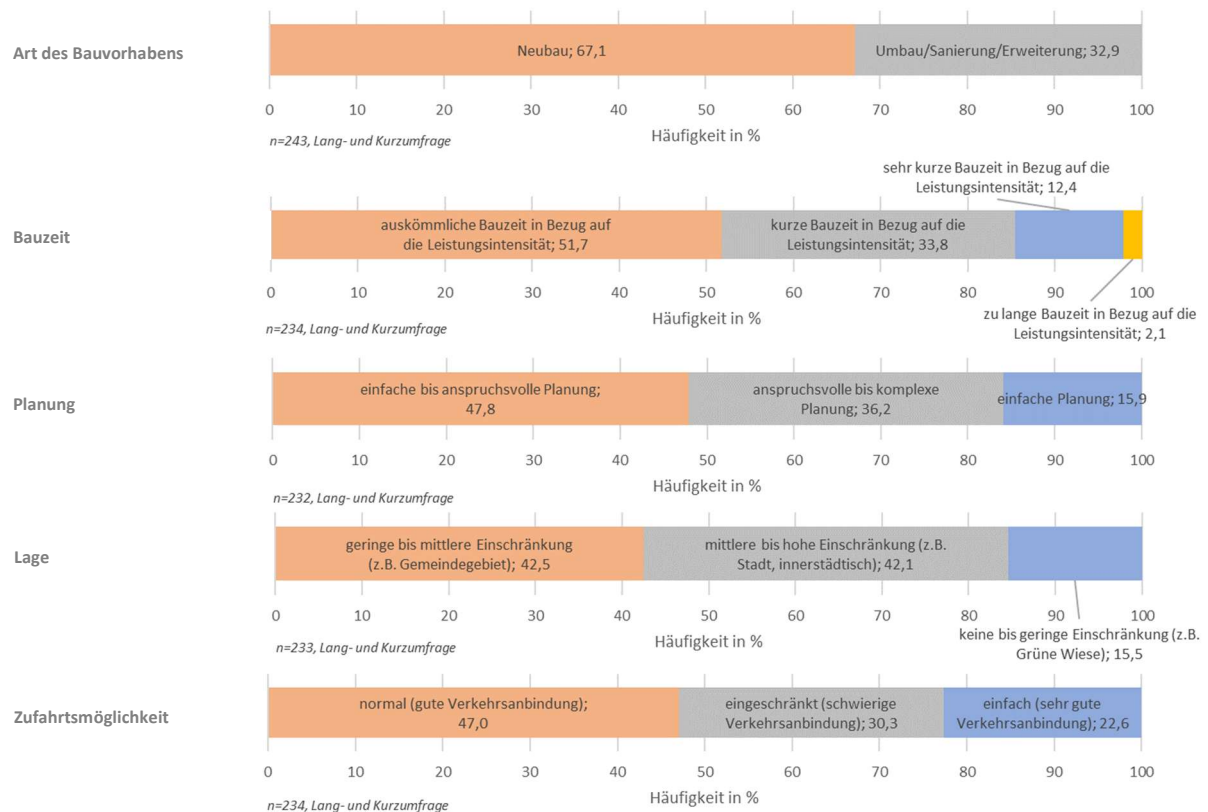 Art des Bauvorhabens
Neubau; 67,1
Umbau/Sanierung/Erweiterung; 32,9
0 10 20 30 40 50 60 70 80 90 100
Häufigkeit in %
n=243, Lang- und Kurzumfrage
sehr kurze Bauzeit in Bezug auf die
Leistungsintensität; 12,4
Bauzeit
auskömmliche Bauzeit in Bezug auf
die Leistungsintensität; 51,7
kurze Bauzeit in Bezug auf die
Leistungsintensität; 33,8
0 10 20 30 40 50 60 70 80 90 100
Häufigkeit in %
zu lange Bauzeit in Bezug auf die
Leistungsintensität; 2,1
n=234, Lang- und Kurzumfrage
Planung
einfache bis anspruchsvolle Planung;
47,8
anspruchsvolle bis komplexe
Planung; 36,2
einfache Planung; 15,9
0 10 20 30 40 50 60 70 80 90 100
Häufigkeit in %
n=232, Lang- und Kurzumfrage
Lage
geringe bis mittlere Einschränkung
(z.B. Gemeindegebiet); 42,5
mittlere bis hohe Einschränkung (z.B.
Stadt, innerstädtisch); 42,1
0 10 20 30 40 50 60 70 80 90 100
Häufigkeit in %
keine bis geringe Einschränkung (z.B.
Grüne Wiese); 15,5
n=233, Lang- und Kurzumfrage
Zufahrtsmöglichkeit
normal (gute Verkehrsanbindung);
47,0
eingeschränkt (schwierige
Verkehrsanbindung); 30,3
einfach (sehr gute
Verkehrsanbindung); 22,6
0 10 20 30 40 50 60 70 80 90 100
Häufigkeit in %
n=234, Lang- und Kurzumfrage